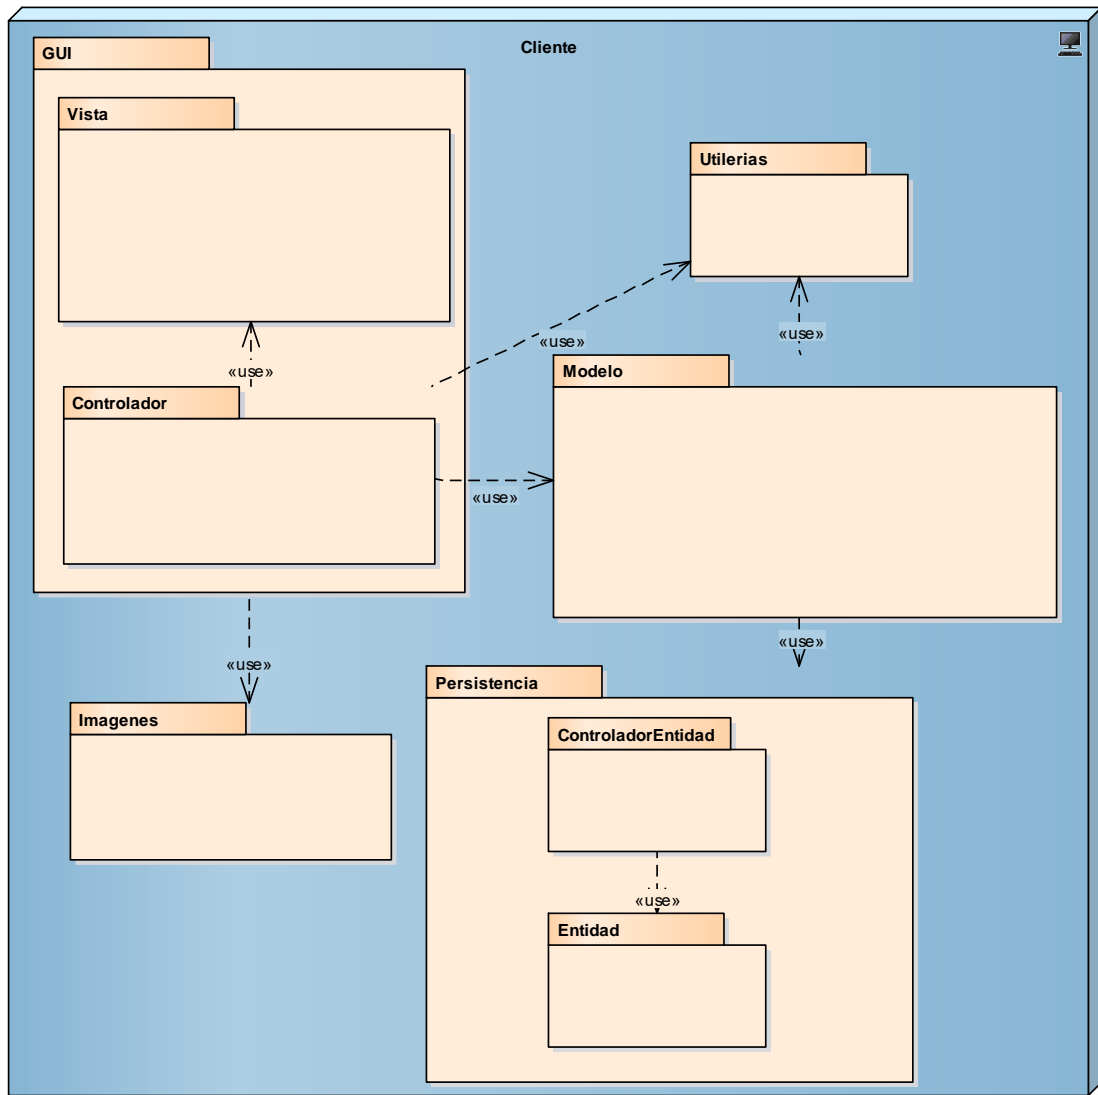 Cliente
GUI
Vista
Utilerias
«use»
«use»
Modelo
«use»
Controlador
«use»
«use»
«use»
Persistencia
Imagenes
ControladorEntidad
«use»
Entidad